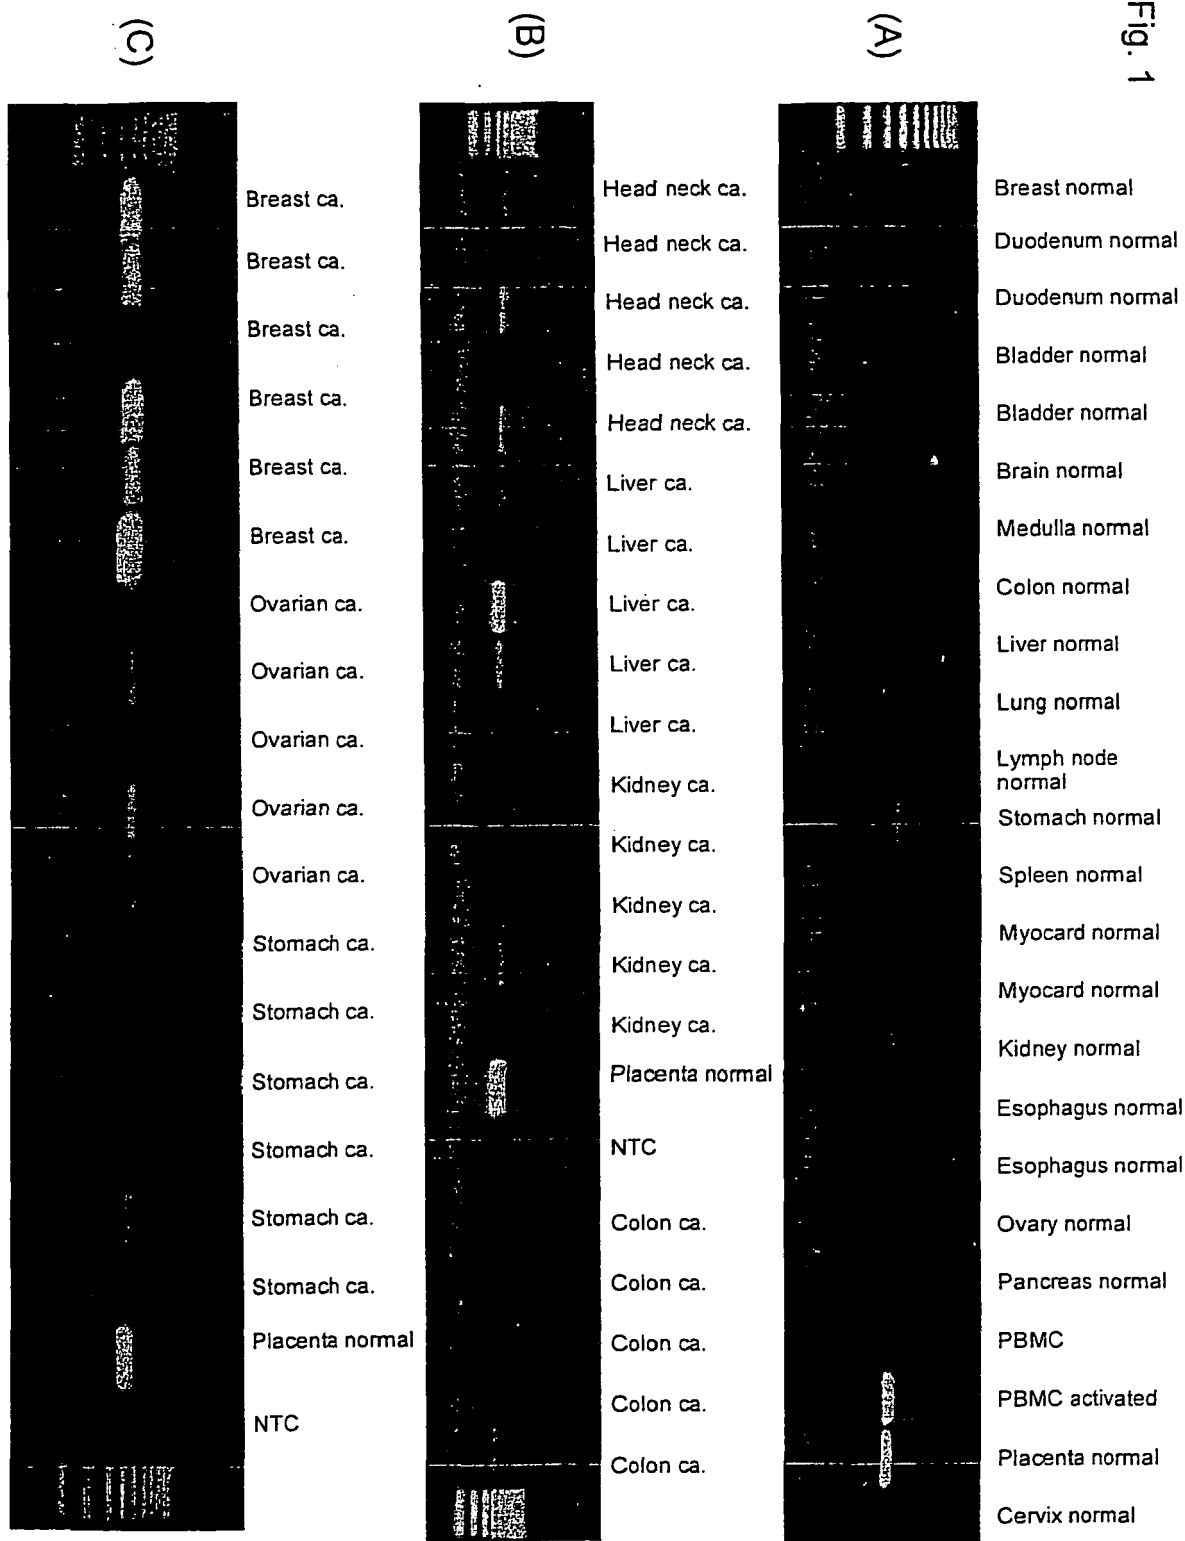 Fig. 1
(A)
Breast normal
Duodenum normal
Duodenum normal
Bladder normal
Bladder normal
Brain normal
Medulla normal
Colon normal
Liver normal
Lung normal
Lymph node
normal
Stomach normal
Spleen normal
Myocard normal
Myocard normal
Kidney normal
Esophagus normal
Esophagus normal
Ovary normal
Pancreas normal
PBMC
PBMC activated
Placenta normal
Cervix normal
(B)
Head neck ca.
Head neck ca.
Head neck ca.
Head neck ca.
Head neck ca.
Liver ca.
Liver ca.
Liver ca.
Liver ca.
Liver ca.
Kidney ca.
Kidney ca.
Kidney ca.
Kidney ca.
Kidney ca.
Placenta normal
NTC
Colon ca.
Colon ca.
Colon ca.
Colon ca.
Colon ca.
(C)
Breast ca.
Breast ca.
Breast ca.
Breast ca.
Breast ca.
Breast ca.
Ovarian ca.
Ovarian ca.
Ovarian ca.
Ovarian ca.
Ovarian ca.
Stomach ca.
Stomach ca.
Stomach ca.
Stomach ca.
Stomach ca.
Stomach ca.
Placenta normal
NTC